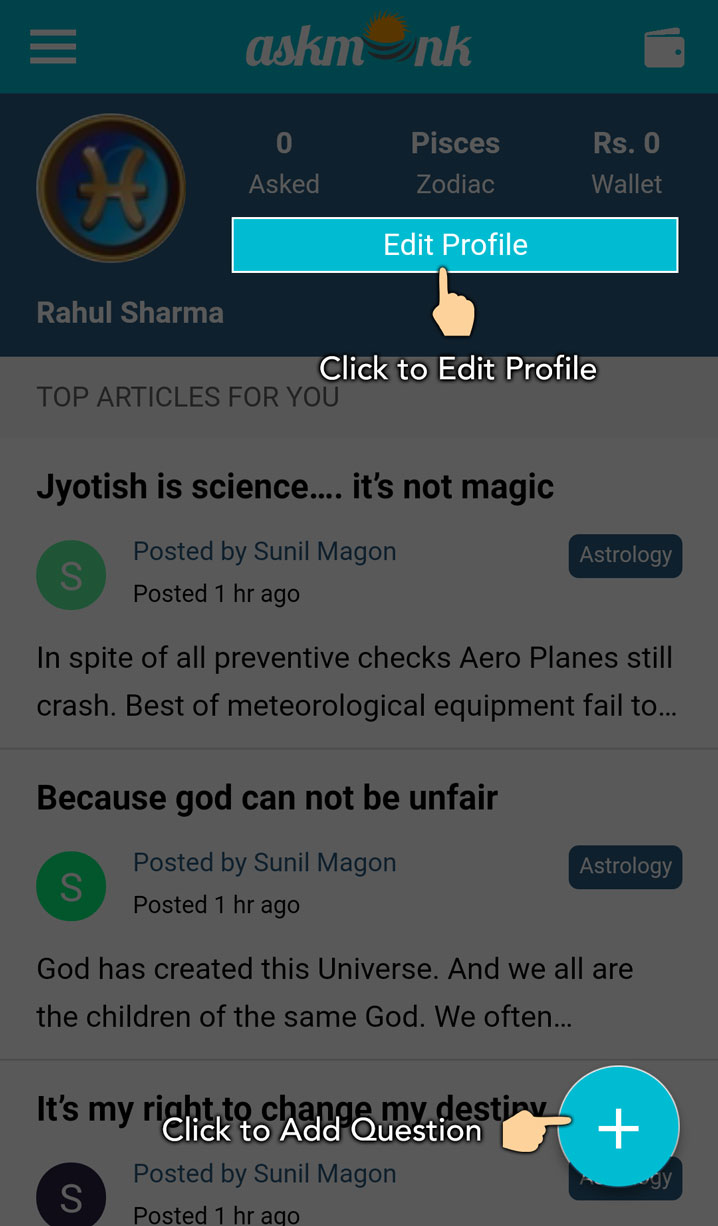 askmonk
0 Pisces Rs. 0
Asked Zodiac Wallet
Edit Profile
Rahul Sharma
Click to Edit Profile
TOP ARTICLES FOR YOU
Jyotish is science.... it's not magic
S
Posted by Sunil Magon
Astrology
Posted 1 hr ago
In spite of all preventive checks Aero Planes still
crash. Best of meteorological equipment fail to...
Because god can not be unfair
S
Posted by Sunil Magon
Astrology
Posted 1 hr ago
God has created this Universe. And we all are
the children of the same God. We often...
It's my right to change my destiny
Click to Add Question
+
S
Posted by Sunil Magon
Astrology
Posted 1 hr ago